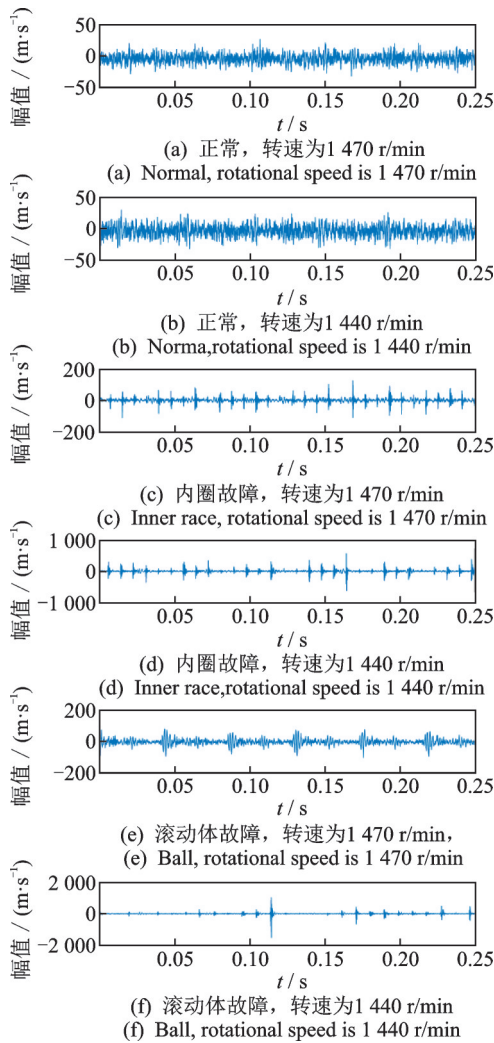 幅值 / (m·s⁻¹)
50
0
−50
0.05 0.10 0.15 0.20 0.25
t / s
(a) 正常，转速为1 470 r/min
(a) Normal, rotational speed is 1 470 r/min
幅值 / (m·s⁻¹)
50
0
−50
0.05 0.10 0.15 0.20 0.25
t / s
(b) 正常，转速为1 440 r/min
(b) Norma,rotational speed is 1 440 r/min
幅值 / (m·s⁻¹)
200
0
−200
0.05 0.10 0.15 0.20 0.25
t / s
(c) 内圈故障，转速为1 470 r/min
(c) Inner race, rotational speed is 1 470 r/min
幅值 / (m·s⁻¹)
1 000
0
−1 000
0.05 0.10 0.15 0.20 0.25
t / s
(d) 内圈故障，转速为1 440 r/min
(d) Inner race,rotational speed is 1 440 r/min
幅值 / (m·s⁻¹)
200
0
−200
0.05 0.10 0.15 0.20 0.25
t / s
(e) 滚动体故障，转速为1 470 r/min，
(e) Ball, rotational speed is 1 470 r/min
幅值 / (m·s⁻¹)
2 000
0
−2 000
0.05 0.10 0.15 0.20 0.25
t / s
(f) 滚动体故障，转速为1 440 r/min
(f) Ball, rotational speed is 1 440 r/min